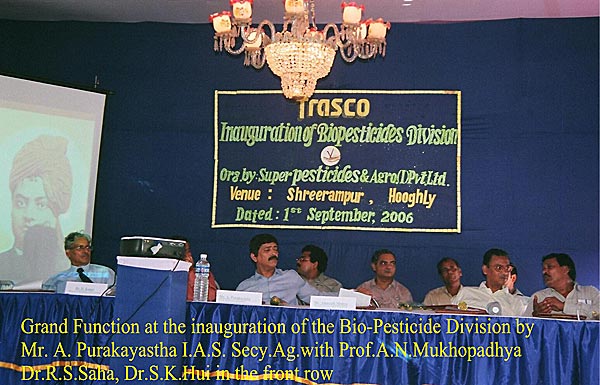 Trasco
Inauguration of Biopesticides Division
Org.by:Super pesticides & Agro(I)Pvt.Ltd.
Venue : Shreerampur, Hooghly
Dated : 1st September, 2006
Grand Function at the inauguration of the Bio-Pesticide Division by
Mr. A. Purakayastha I.A.S. Secy.Ag.with Prof.A.N.Mukhopadhya
Dr.R.S.Saha, Dr.S.K.Hui in the front row